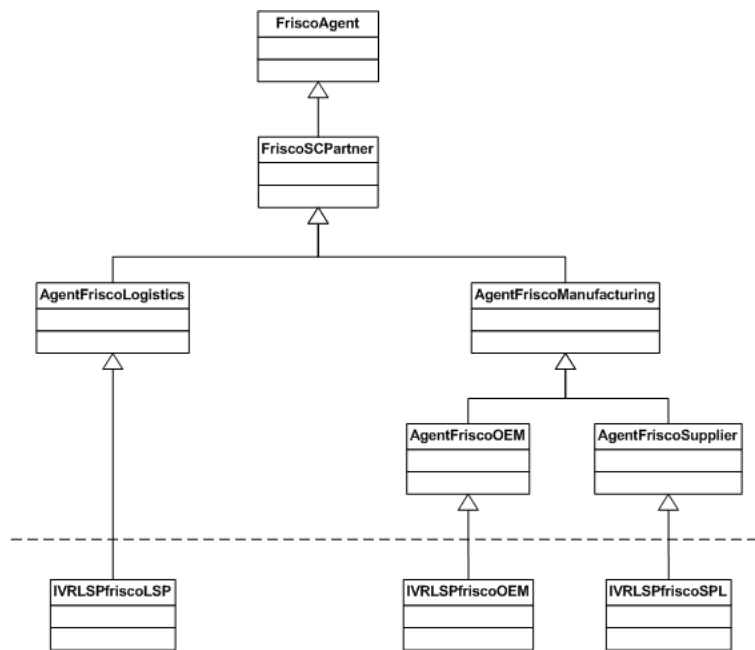 FriscoAgent
FriscoSCPartner
AgentFriscoLogistics
AgentFriscoManufacturing
AgentFriscoOEM
AgentFriscoSupplier
IVRLSPfriscoLSP
IVRLSPfriscoOEM
IVRLSPfriscoSPL